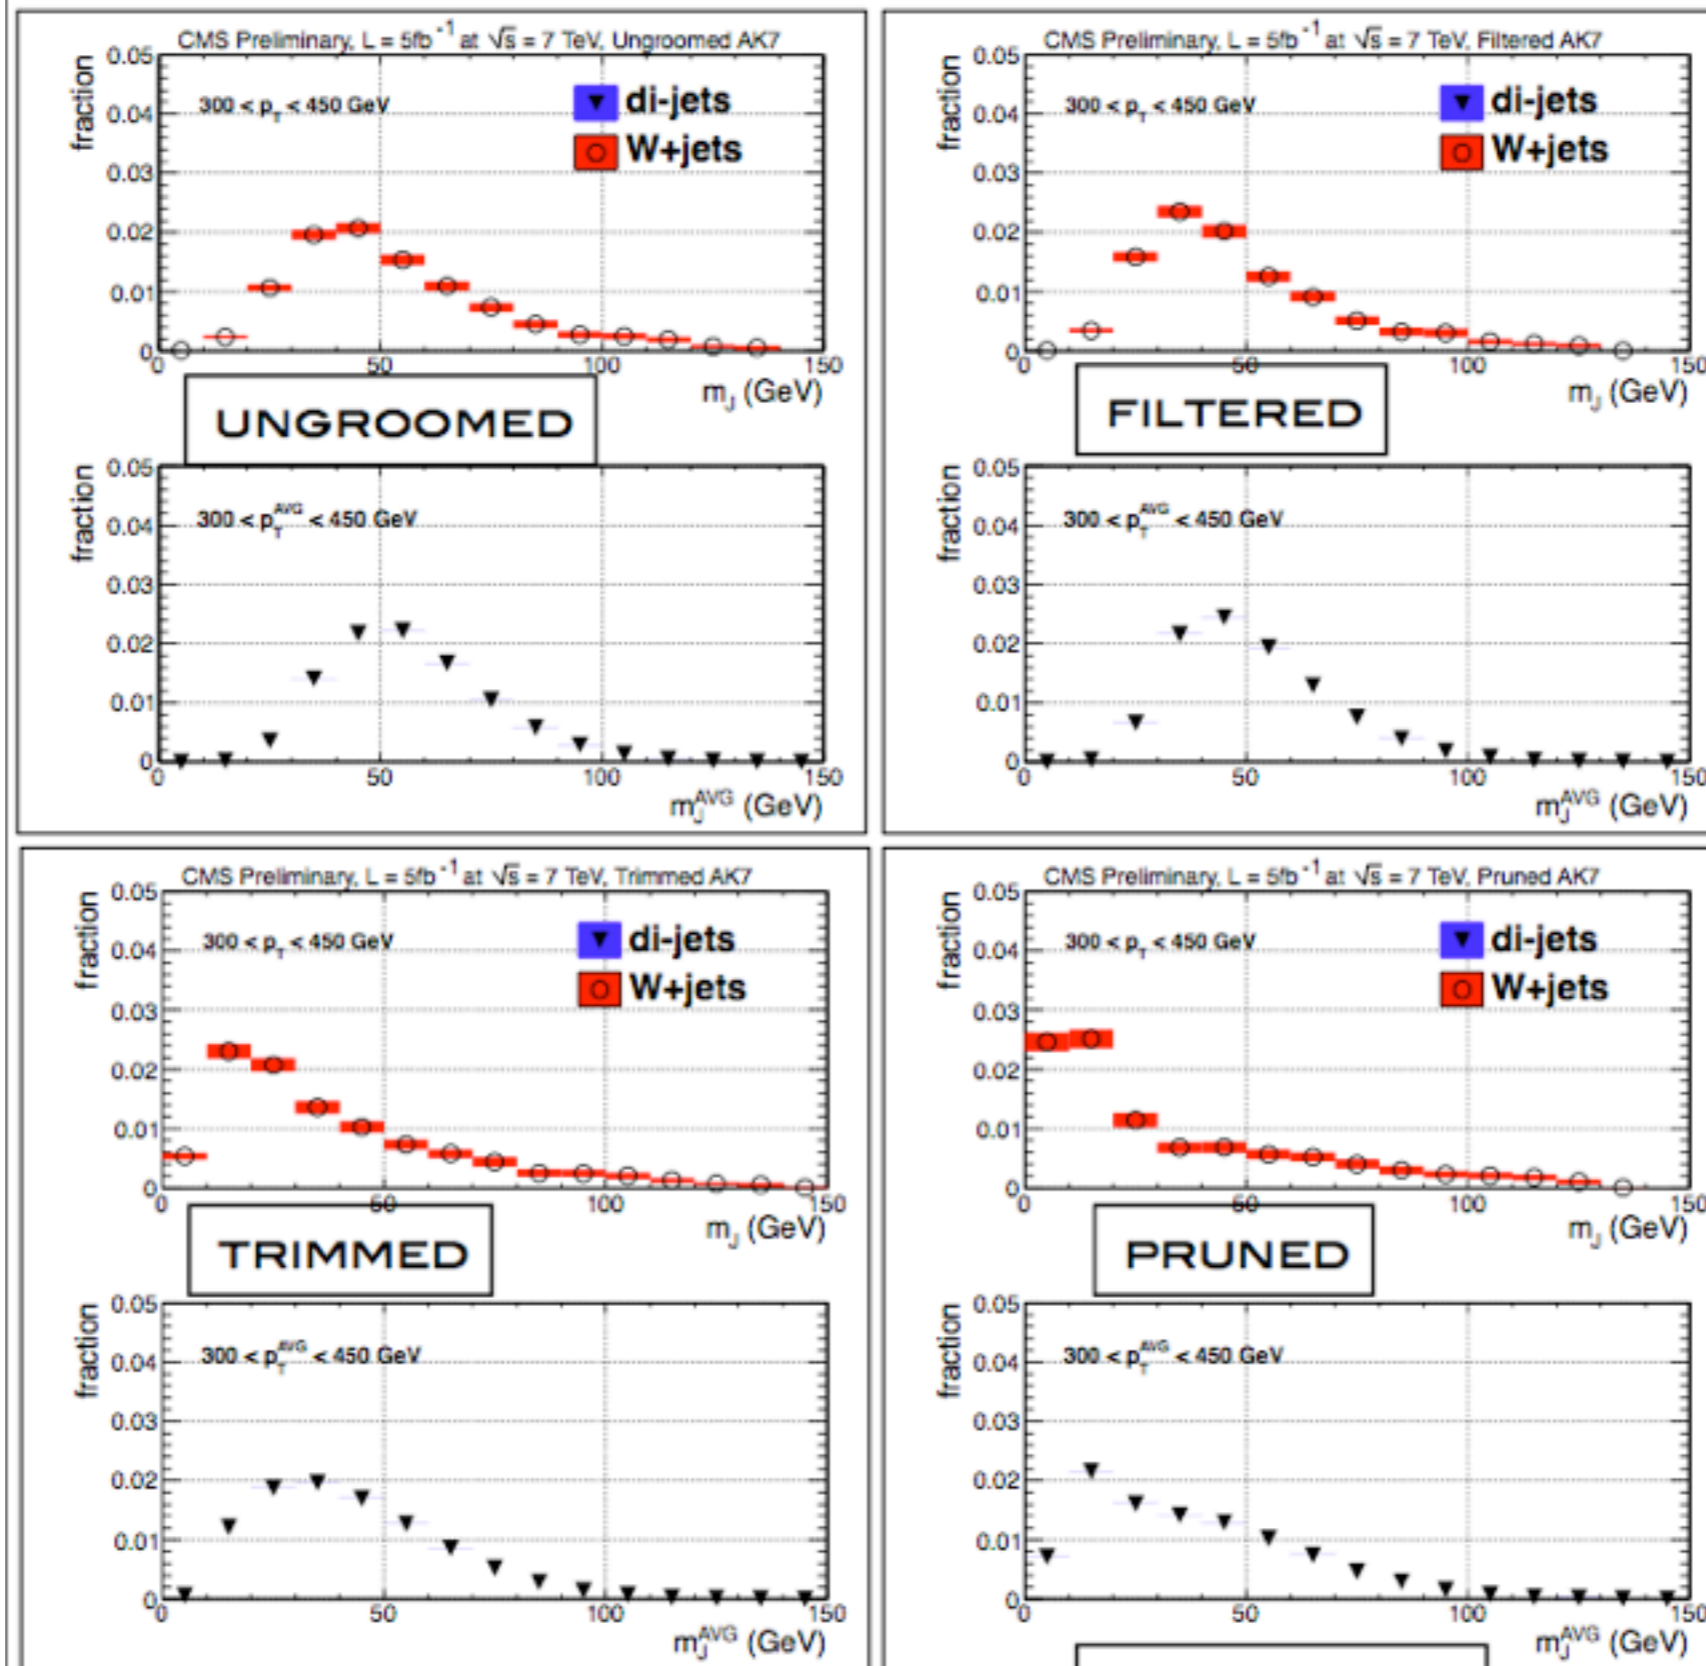 CMS Preliminary, L = 5fb⁻¹ at √s = 7 TeV, Ungroomed AK7
fraction
0.05
0.04
0.03
0.02
0.01
0
300 < p_T < 450 GeV
di-jets
W+jets
0 50 100 150
m_J (GeV)
UNGROOMED
fraction
0.05
0.04
0.03
0.02
0.01
0
300 < p_T^AVG < 450 GeV
0 50 100 150
m_J^AVG (GeV)
CMS Preliminary, L = 5fb⁻¹ at √s = 7 TeV, Filtered AK7
fraction
0.05
0.04
0.03
0.02
0.01
0
300 < p_T < 450 GeV
di-jets
W+jets
0 50 100 150
m_J (GeV)
FILTERED
fraction
0.05
0.04
0.03
0.02
0.01
0
300 < p_T^AVG < 450 GeV
0 50 100 150
m_J^AVG (GeV)
CMS Preliminary, L = 5fb⁻¹ at √s = 7 TeV, Trimmed AK7
fraction
0.05
0.04
0.03
0.02
0.01
0
300 < p_T < 450 GeV
di-jets
W+jets
0 50 100 150
m_J (GeV)
TRIMMED
fraction
0.05
0.04
0.03
0.02
0.01
0
300 < p_T^AVG < 450 GeV
0 50 100 150
m_J^AVG (GeV)
CMS Preliminary, L = 5fb⁻¹ at √s = 7 TeV, Pruned AK7
fraction
0.05
0.04
0.03
0.02
0.01
0
300 < p_T < 450 GeV
di-jets
W+jets
0 50 100 150
m_J (GeV)
PRUNED
fraction
0.05
0.04
0.03
0.02
0.01
0
300 < p_T^AVG < 450 GeV
0 50 100 150
m_J^AVG (GeV)